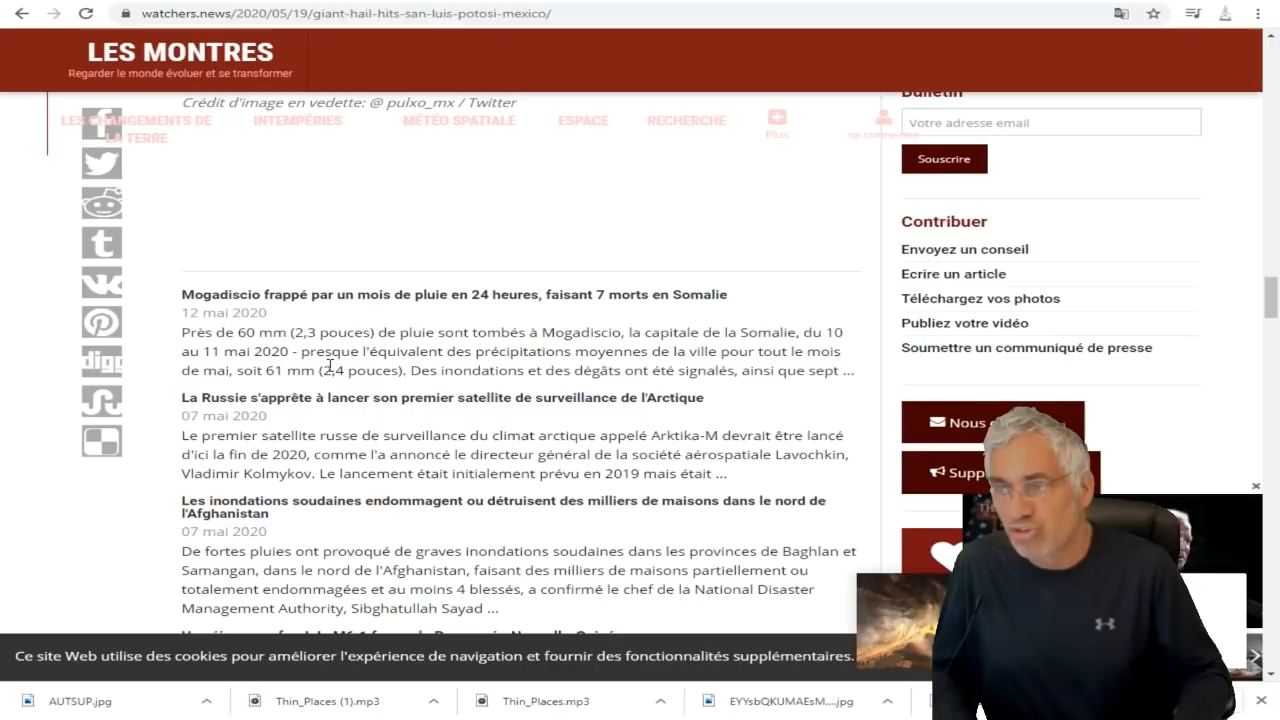 watchers.news/2020/05/19/giant-hail-hits-san-luis-potosi-mexico/
LES MONTRES
Regarder le monde évoluer et se transformer
Crédit d'image en vedette: @ pulxo_mx / Twitter
LES CHANGEMENTS DE
LA TERRE
INTEMPÉRIES
MÉTÉO SPATIALE
ESPACE
RECHERCHE
Plus
se connecter
Bulletin
Votre adresse email
Souscrire
Contribuer
Envoyez un conseil
Ecrire un article
Téléchargez vos photos
Publiez votre vidéo
Soumettre un communiqué de presse
Nous
Supp
digg
Mogadiscio frappé par un mois de pluie en 24 heures, faisant 7 morts en Somalie
12 mai 2020
Près de 60 mm (2,3 pouces) de pluie sont tombés à Mogadiscio, la capitale de la Somalie, du 10
au 11 mai 2020 - presque l'équivalent des précipitations moyennes de la ville pour tout le mois
de mai, soit 61 mm (2,4 pouces). Des inondations et des dégâts ont été signalés, ainsi que sept ...
La Russie s'apprête à lancer son premier satellite de surveillance de l'Arctique
07 mai 2020
Le premier satellite russe de surveillance du climat arctique appelé Arktika-M devrait être lancé
d'ici la fin de 2020, comme l'a annoncé le directeur général de la société aérospatiale Lavochkin,
Vladimir Kolmykov. Le lancement était initialement prévu en 2019 mais était ...
Les inondations soudaines endommagent ou détruisent des milliers de maisons dans le nord de
l'Afghanistan
07 mai 2020
De fortes pluies ont provoqué de graves inondations soudaines dans les provinces de Baghlan et
Samangan, dans le nord de l'Afghanistan, faisant des milliers de maisons partiellement ou
totalement endommagées et au moins 4 blessés, a confirmé le chef de la National Disaster
Management Authority, Sibghatullah Sayad ...
Ce site Web utilise des cookies pour améliorer l'expérience de navigation et fournir des fonctionnalités supplémentaires.
AUTSUP.jpg
Thin_Places (1).mp3
Thin_Places.mp3
EYYsbQKUMAEsM....jpg